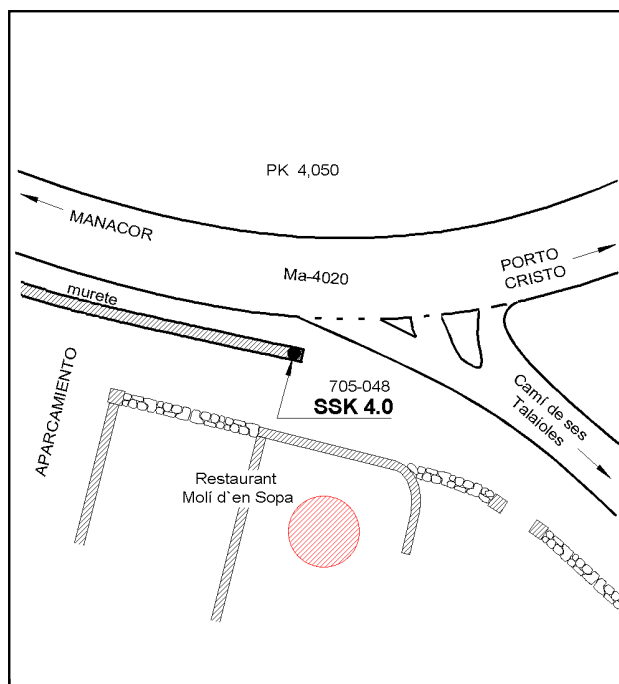 PK 4,050
MANACOR
Ma-4020
PORTO
CRISTO
murete
705-048
SSK 4.0
APARCAMIENTO
Camí de ses
Talaioles
Restaurant
Molí d`en Sopa